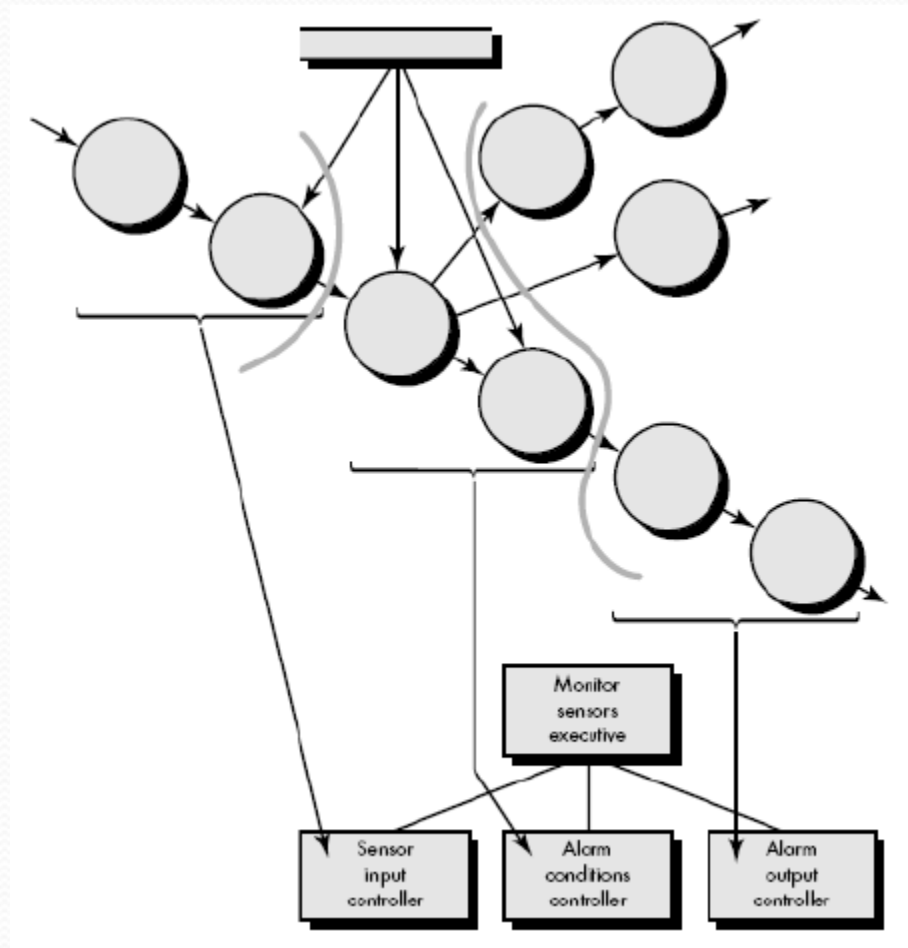 Monitor
sensors
executive
Sensor
input
controller
Alarm
conditions
controller
Alarm
output
controller